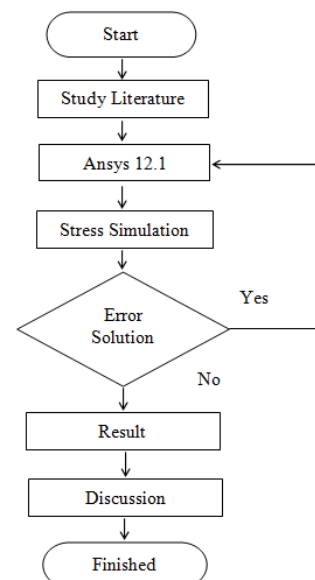 Start
Study Literature
Ansys 12.1
Stress Simulation
Error
Solution
Yes
No
Result
Discussion
Finished